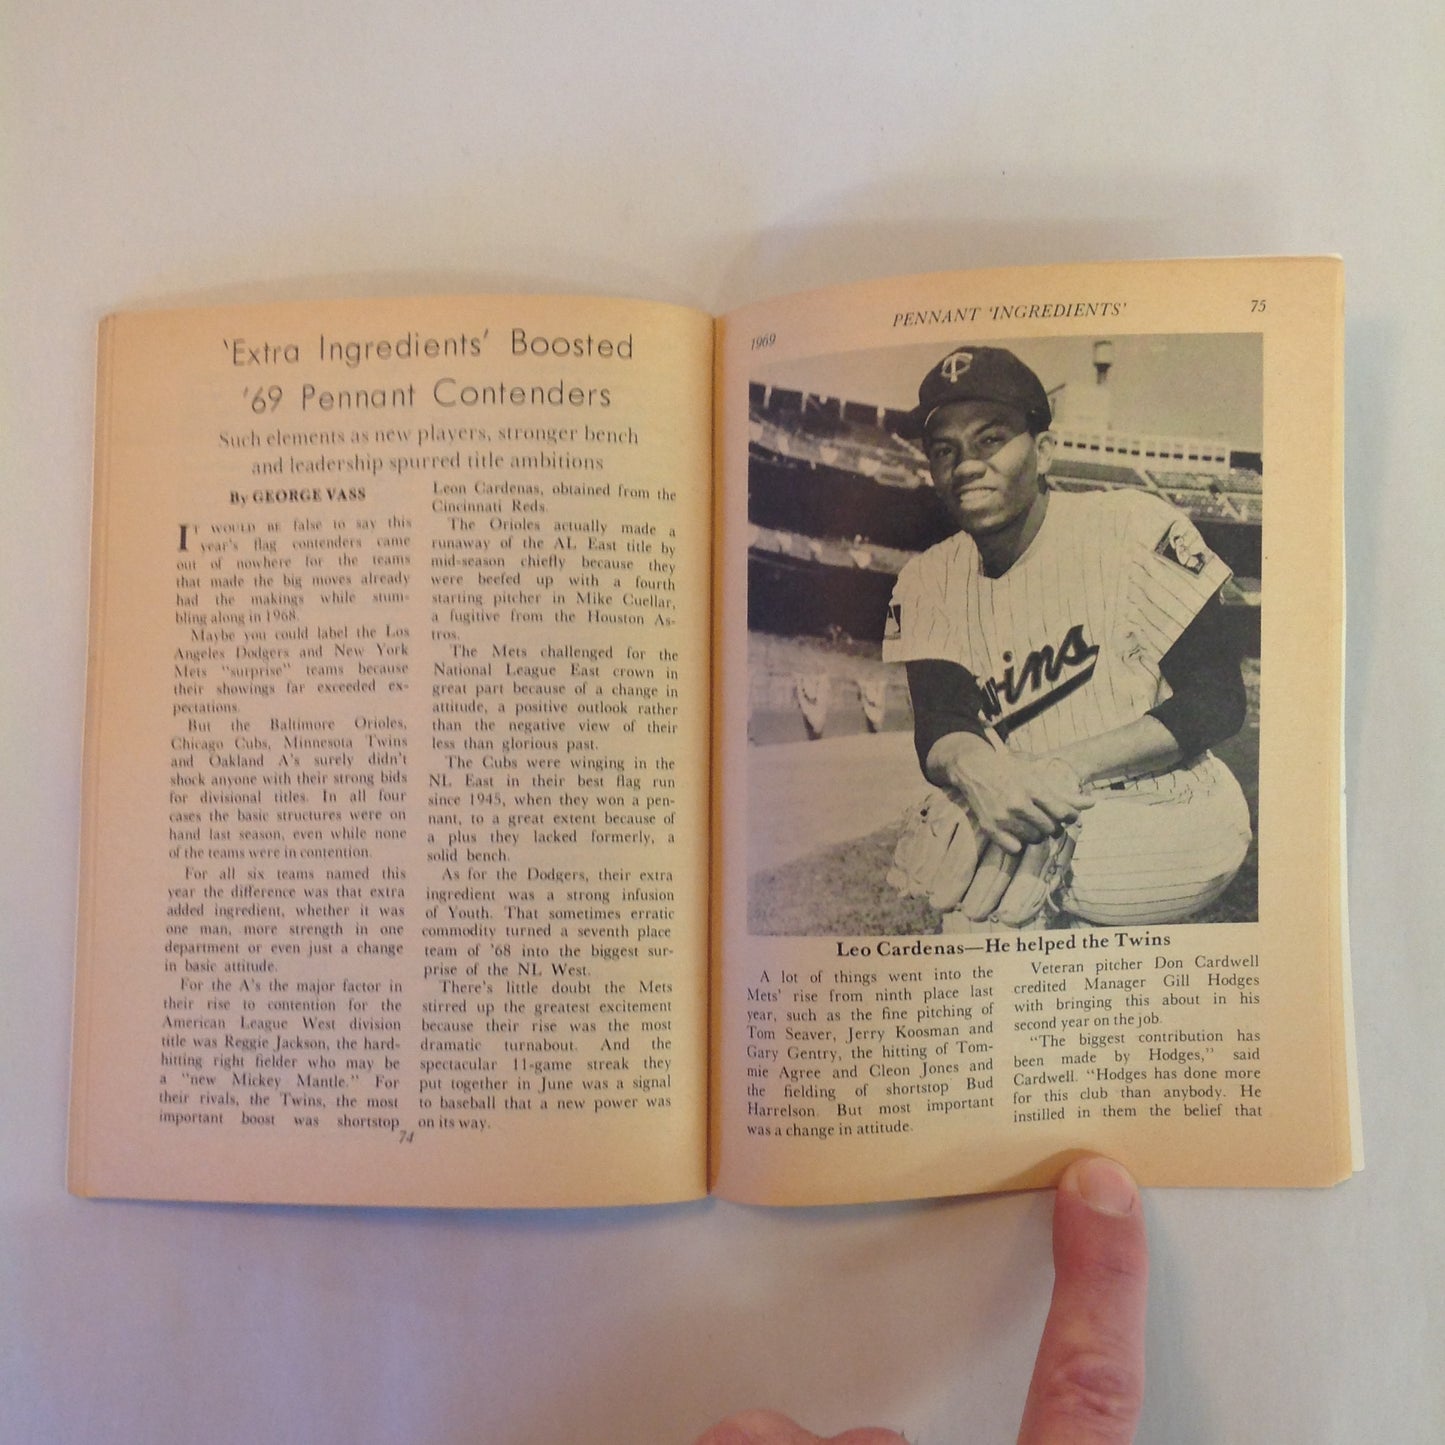 'Extra Ingredients' Boosted
'69 Pennant Contenders
Such elements as new players, stronger bench
and leadership spurred title ambitions
By GEORGE VASS
IT WOULD BE false to say this
year's flag contenders came
out of nowhere for the teams
that made the big moves already
had the makings while stum-
bling along in 1968.
Maybe you could label the Los
Angeles Dodgers and New York
Mets "surprise" teams because
their showings far exceeded ex-
pectations.
But the Baltimore Orioles,
Chicago Cubs, Minnesota Twins
and Oakland A's surely didn't
shock anyone with their strong bids
for divisional titles. In all four
cases the basic structures were on
hand last season, even while none
of the teams were in contention.
For all six teams named this
year the difference was that extra
added ingredient, whether it was
one man, more strength in one
department or even just a change
in basic attitude.
For the A's the major factor in
their rise to contention for the
American League West division
title was Reggie Jackson, the hard-
hitting right fielder who may be
a "new Mickey Mantle." For
their rivals, the Twins, the most
important boost was shortstop
Leon Cardenas, obtained from the
Cincinnati Reds.
The Orioles actually made a
runaway of the AL East title by
mid-season chiefly because they
were beefed up with a fourth
starting pitcher in Mike Cuellar,
a fugitive from the Houston As-
tros.
The Mets challenged for the
National League East crown in
great part because of a change in
attitude, a positive outlook rather
than the negative view of their
less than glorious past.
The Cubs were winging in the
NL East in their best flag run
since 1945, when they won a pen-
nant, to a great extent because of
a plus they lacked formerly, a
solid bench.
As for the Dodgers, their extra
ingredient was a strong infusion
of Youth. That sometimes erratic
commodity turned a seventh place
team of '68 into the biggest sur-
prise of the NL West.
There's little doubt the Mets
stirred up the greatest excitement
because their rise was the most
dramatic turnabout. And the
spectacular 11-game streak they
put together in June was a signal
to baseball that a new power was
on its way.
74
1969
PENNANT 'INGREDIENTS'
75
TC
Twins
Leo Cardenas—He helped the Twins
A lot of things went into the
Mets' rise from ninth place last
year, such as the fine pitching of
Tom Seaver, Jerry Koosman and
Gary Gentry, the hitting of Tom-
mie Agree and Cleon Jones and
the fielding of shortstop Bud
Harrelson. But most important
was a change in attitude.
Veteran pitcher Don Cardwell
credited Manager Gill Hodges
with bringing this about in his
second year on the job.
"The biggest contribution has
been made by Hodges," said
Cardwell. "Hodges has done more
for this club than anybody. He
instilled in them the belief that